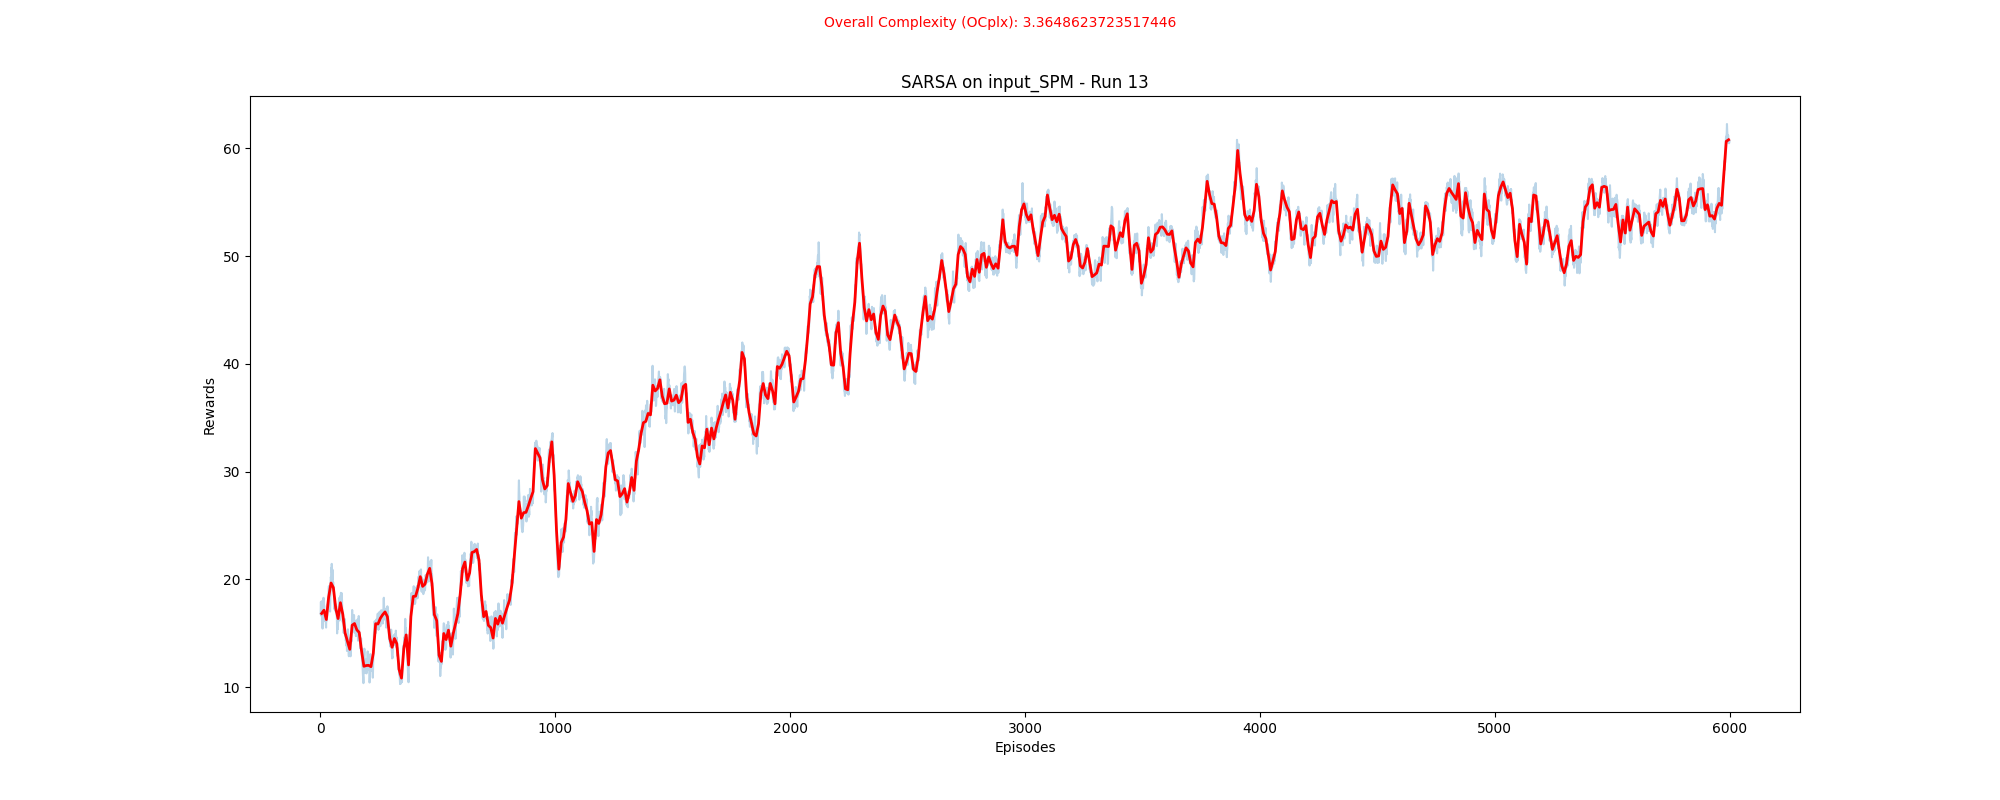 Overall Complexity (OCplx): 3.3648623723517446
SARSA on input_SPM - Run 13
60
50
40
30
20
10
Rewards
0 1000 2000 3000 4000 5000 6000
Episodes